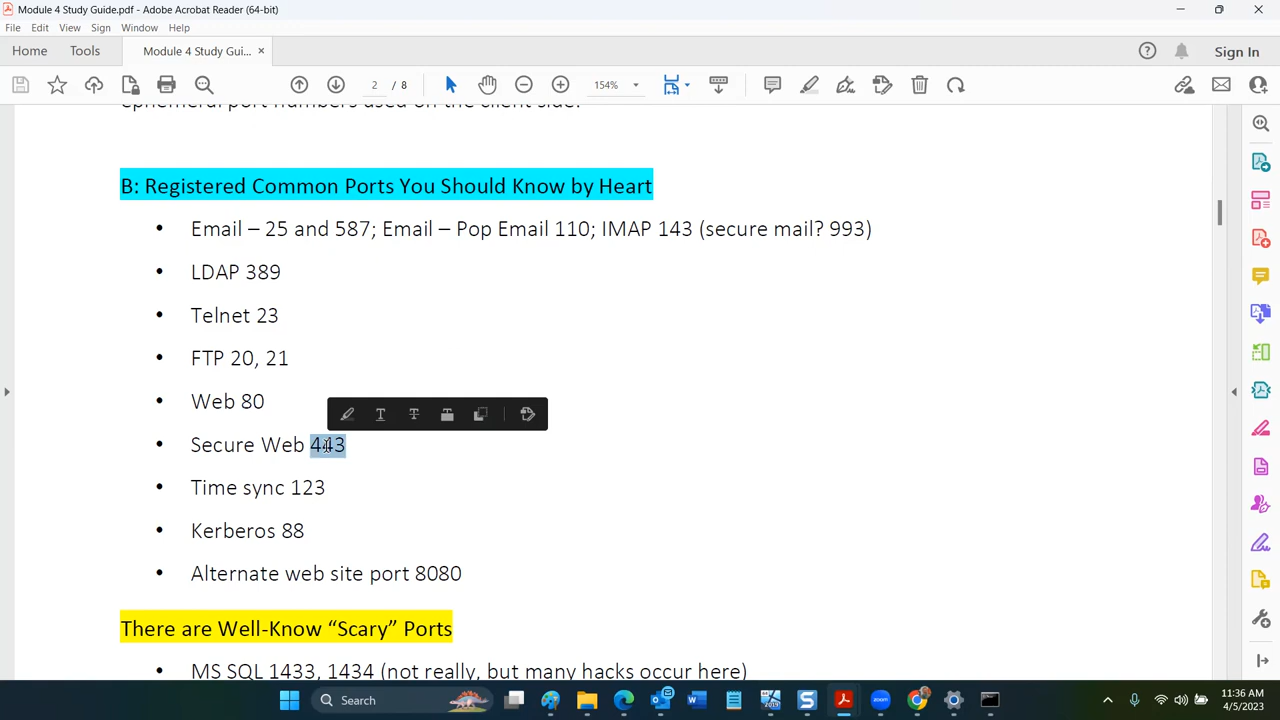 Module 4 Study Guide.pdf - Adobe Acrobat Reader (64-bit)
File Edit View Sign Window Help
Home Tools Module 4 Study Gui... × Sign In
2 / 8 154%
ephemeral port numbers used on the client side.
B: Registered Common Ports You Should Know by Heart
• Email – 25 and 587; Email – Pop Email 110; IMAP 143 (secure mail? 993)
• LDAP 389
• Telnet 23
• FTP 20, 21
• Web 80
• Secure Web 443
• Time sync 123
• Kerberos 88
• Alternate web site port 8080
There are Well-Know “Scary” Ports
• MS SQL 1433, 1434 (not really, but many hacks occur here)
Search
11:36 AM
4/5/2023